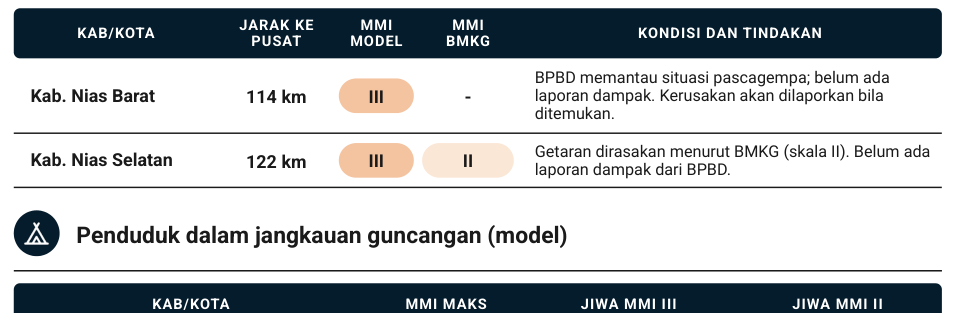 KAB/KOTA JARAK KE PUSAT MMI MODEL MMI BMKG KONDISI DAN TINDAKAN
Kab. Nias Barat 114 km III - BPBD memantau situasi pascagempa; belum ada
laporan dampak. Kerusakan akan dilaporkan bila
ditemukan.
Kab. Nias Selatan 122 km III II Getaran dirasakan menurut BMKG (skala II). Belum ada
laporan dampak dari BPBD.
Penduduk dalam jangkauan guncangan (model)
KAB/KOTA MMI MAKS JIWA MMI III JIWA MMI II